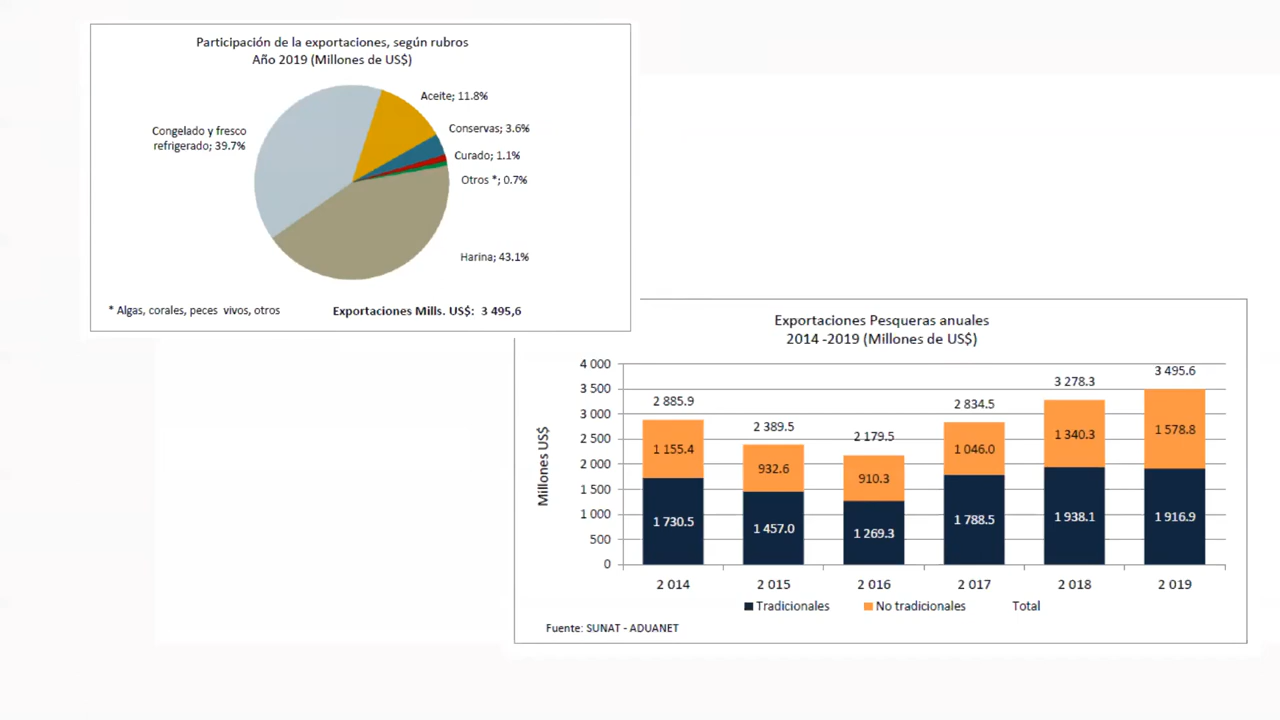 Participación de la exportaciones, según rubros
Año 2019 (Millones de US$)
Aceite; 11.8%
Conservas; 3.6%
Congelado y fresco
refrigerado; 39.7%
Curado; 1.1%
Otros *; 0.7%
Harina; 43.1%
* Algas, corales, peces vivos, otros
Exportaciones Mills. US$: 3 495,6
Exportaciones Pesqueras anuales
2014 -2019 (Millones de US$)
Millones US$
4 000
3 500
3 000
2 500
2 000
1 500
1 000
500
0
2 885.9
2 389.5
2 179.5
2 834.5
3 278.3
3 495.6
1 155.4
932.6
910.3
1 046.0
1 340.3
1 578.8
1 730.5
1 457.0
1 269.3
1 788.5
1 938.1
1 916.9
2 014
2 015
2 016
2 017
2 018
2 019
Tradicionales
No tradicionales
Total
Fuente: SUNAT - ADUANET